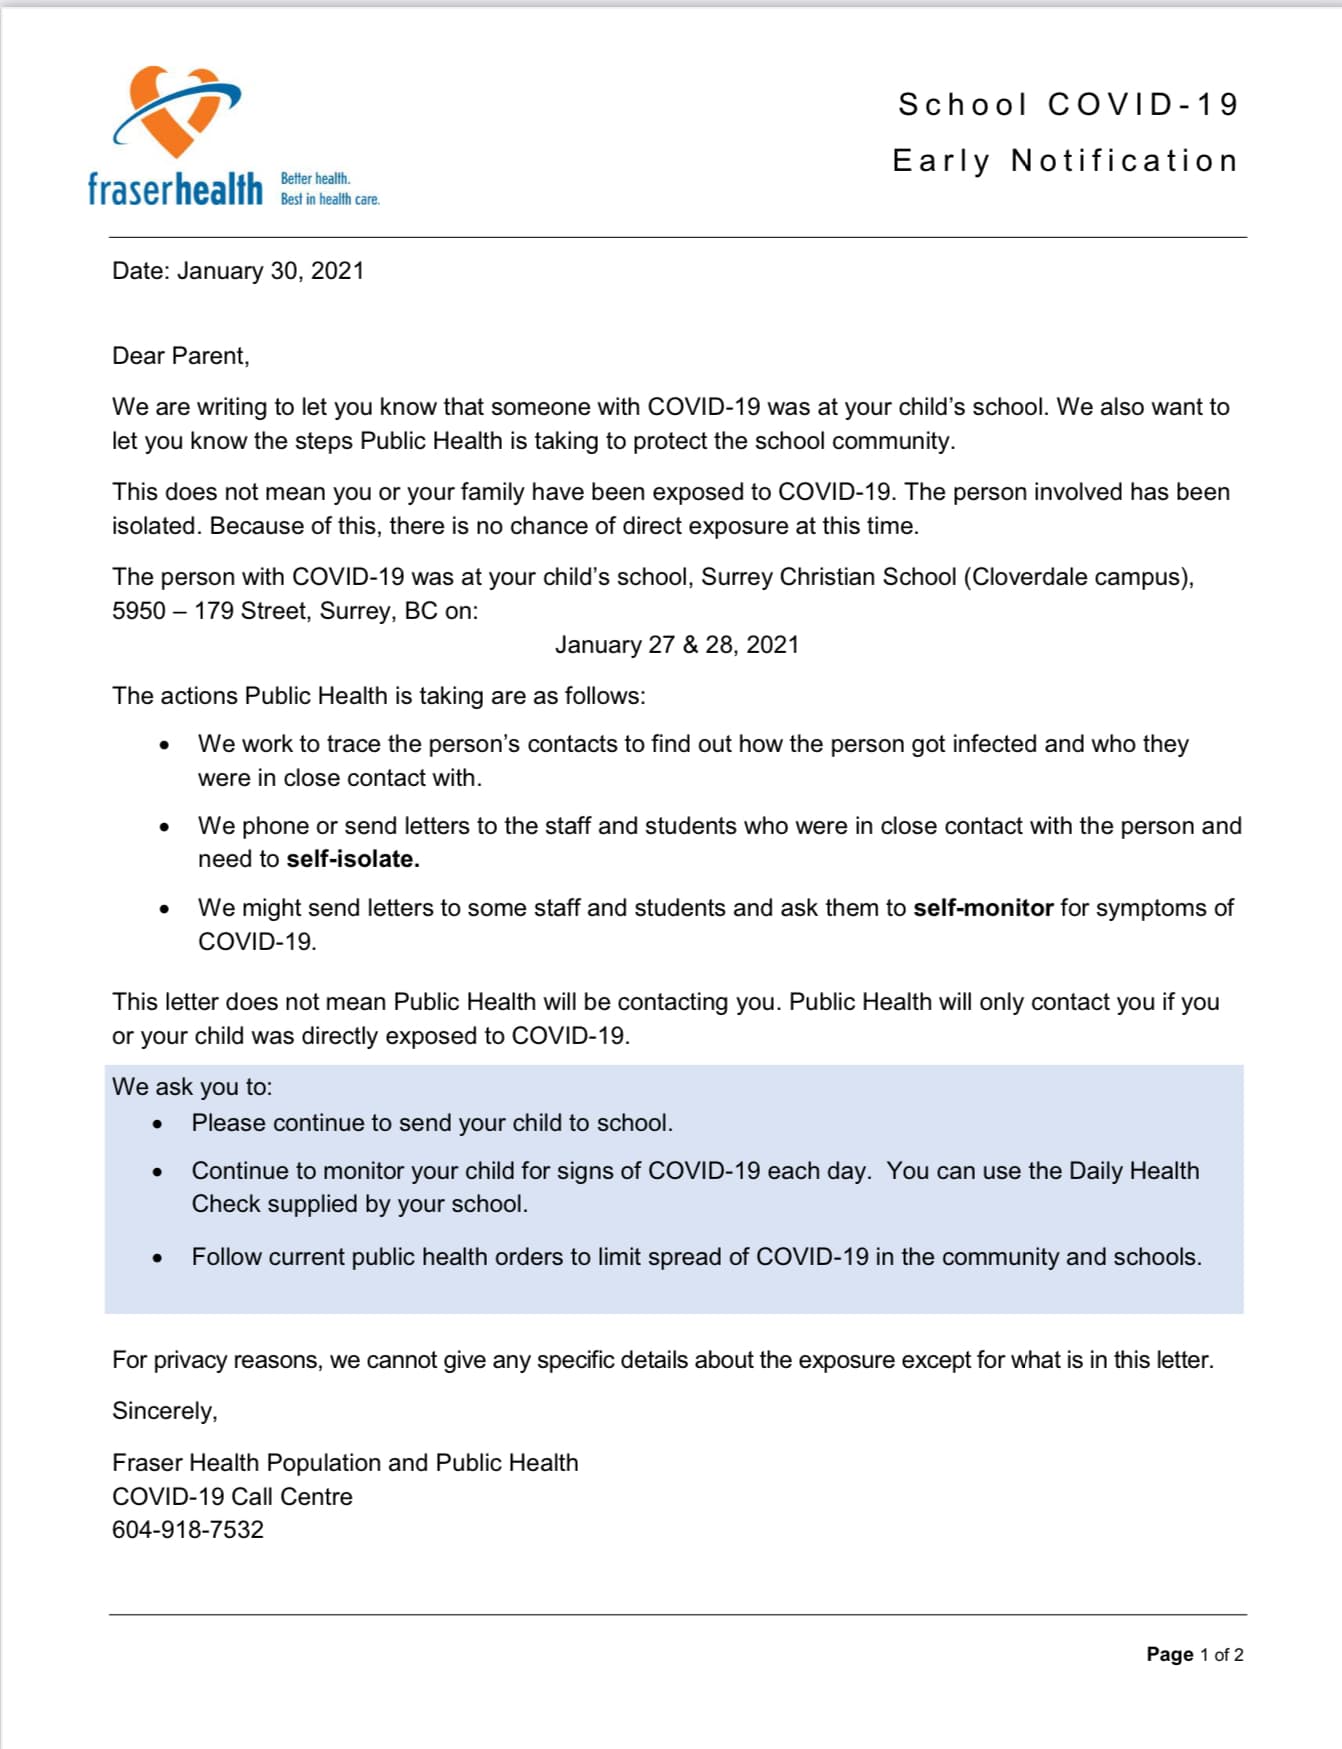 School COVID-19
Early Notification
fraserhealth
Better health.
Best in health care.
Date: January 30, 2021
Dear Parent,
We are writing to let you know that someone with COVID-19 was at your child’s school. We also want to
let you know the steps Public Health is taking to protect the school community.
This does not mean you or your family have been exposed to COVID-19. The person involved has been
isolated. Because of this, there is no chance of direct exposure at this time.
The person with COVID-19 was at your child’s school, Surrey Christian School (Cloverdale campus),
5950 – 179 Street, Surrey, BC on:
January 27 & 28, 2021
The actions Public Health is taking are as follows:
• We work to trace the person’s contacts to find out how the person got infected and who they
were in close contact with.
• We phone or send letters to the staff and students who were in close contact with the person and
need to self-isolate.
• We might send letters to some staff and students and ask them to self-monitor for symptoms of
COVID-19.
This letter does not mean Public Health will be contacting you. Public Health will only contact you if you
or your child was directly exposed to COVID-19.
We ask you to:
• Please continue to send your child to school.
• Continue to monitor your child for signs of COVID-19 each day.  You can use the Daily Health
Check supplied by your school.
• Follow current public health orders to limit spread of COVID-19 in the community and schools.
For privacy reasons, we cannot give any specific details about the exposure except for what is in this letter.
Sincerely,
Fraser Health Population and Public Health
COVID-19 Call Centre
604-918-7532
Page 1 of 2